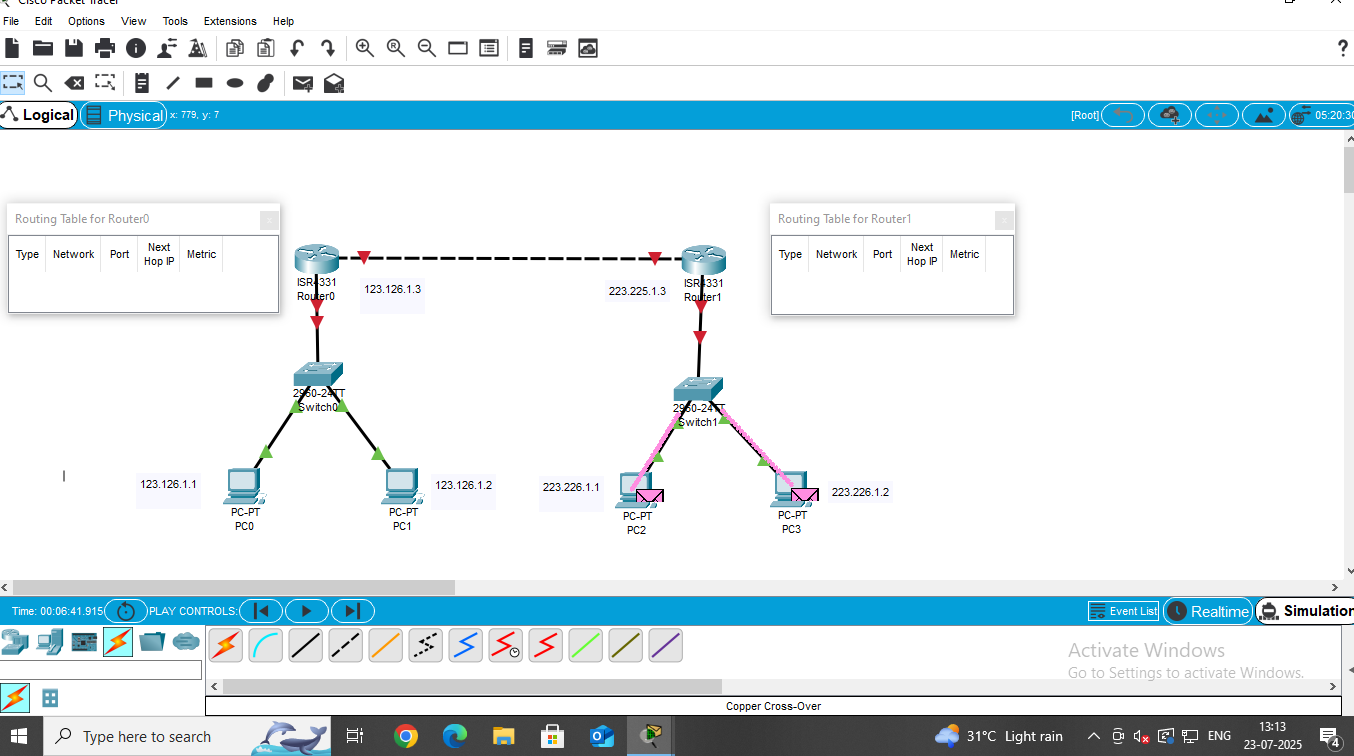 Cisco Packet Tracer
File Edit Options View Tools Extensions Help
?
Logical Physical x: 779, y: 7 [Root] 05:20:30
Routing Table for Router0
Type Network Port Next Hop IP Metric
Routing Table for Router1
Type Network Port Next Hop IP Metric
ISR4331
Router0
123.126.1.3
223.225.1.3
ISR4331
Router1
2960-24TT
Switch0
2960-24TT
Switch1
123.126.1.1
PC-PT
PC0
123.126.1.2
PC-PT
PC1
223.226.1.1
PC-PT
PC2
223.226.1.2
PC-PT
PC3
Time: 00:06:41.915 PLAY CONTROLS: Event List Realtime Simulation
Activate Windows
Go to Settings to activate Windows.
Copper Cross-Over
Type here to search
31°C Light rain
ENG
13:13
23-07-2025
4